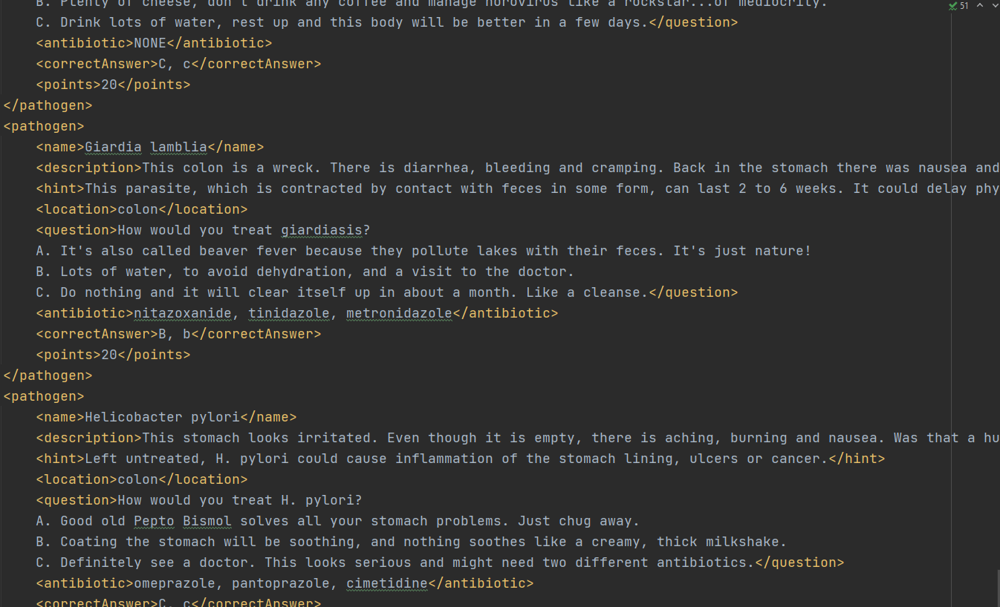 B. Plenty of cheese, don't drink any coffee and manage norovirus like a rockstar...of mediocrity.
51
C. Drink lots of water, rest up and this body will be better in a few days.</question>
<antibiotic>NONE</antibiotic>
<correctAnswer>C, c</correctAnswer>
<points>20</points>
</pathogen>
<pathogen>
<name>Giardia lamblia</name>
<description>This colon is a wreck. There is diarrhea, bleeding and cramping. Back in the stomach there was nausea and
<hint>This parasite, which is contracted by contact with feces in some form, can last 2 to 6 weeks. It could delay phy
<location>colon</location>
<question>How would you treat giardiasis?
A. It's also called beaver fever because they pollute lakes with their feces. It's just nature!
B. Lots of water, to avoid dehydration, and a visit to the doctor.
C. Do nothing and it will clear itself up in about a month. Like a cleanse.</question>
<antibiotic>nitazoxanide, tinidazole, metronidazole</antibiotic>
<correctAnswer>B, b</correctAnswer>
<points>20</points>
</pathogen>
<pathogen>
<name>Helicobacter pylori</name>
<description>This stomach looks irritated. Even though it is empty, there is aching, burning and nausea. Was that a hu
<hint>Left untreated, H. pylori could cause inflammation of the stomach lining, ulcers or cancer.</hint>
<location>colon</location>
<question>How would you treat H. pylori?
A. Good old Pepto Bismol solves all your stomach problems. Just chug away.
B. Coating the stomach will be soothing, and nothing soothes like a creamy, thick milkshake.
C. Definitely see a doctor. This looks serious and might need two different antibiotics.</question>
<antibiotic>omeprazole, pantoprazole, cimetidine</antibiotic>
<correctAnswer>C, c</correctAnswer>